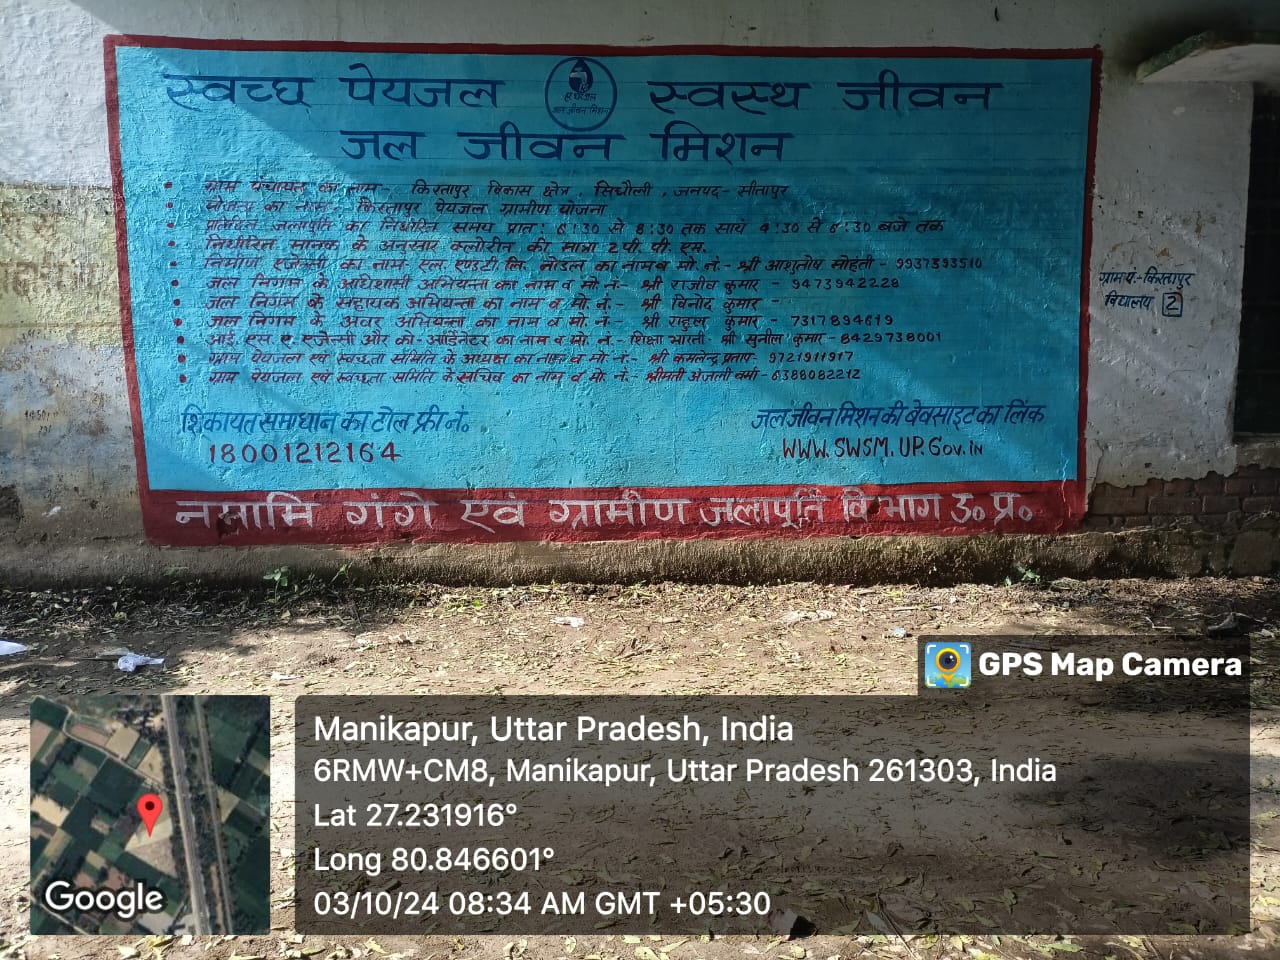 स्वच्छ पेयजल हर घर जल जल जीवन मिशन स्वस्थ जीवन
जल जीवन मिशन
• ग्राम पंचायत का नाम- किरतापुर विकास क्षेत्र, सिधौली, जनपद- सीतापुर
• योजना का नाम- किरतापुर पेयजल ग्रामीण योजना
• प्रतिदिन जलापूर्ति का निर्धारित समय प्रातः 6:30 से 8:30 तक सायं 4:30 से 6:30 बजे तक
• निर्धारित मानक के अनुसार क्लोरीन की मात्रा 2 पी. पी. एम.
• निर्माण एजेन्सी का नाम एल. एण्ड टी. लि. नोडल का नाम व मो. नं.- श्री आशुतोष मोहंती - 9937393510
• जल निगम के अधिशासी अभियन्ता का नाम व मो. नं.- श्री राजीव कुमार - 9473942228
• जल निगम के सहायक अभियन्ता का नाम व मो. नं.- श्री विनोद कुमार -
• जल निगम के अवर अभियन्ता का नाम व मो. नं.- श्री राहुल कुमार - 7317894619
• आई. एस. ए. एजेन्सी और को- आर्डिनेटर का नाम व मो. नं.- शिक्षा भारती- श्री सुनील कुमार - 8429738001
• ग्राम पेयजल एवं स्वच्छता समिति के अध्यक्ष का नाम व मो. नं.- श्री कमलेन्द्र प्रताप- 9721911917
• ग्राम पेयजल एवं स्वच्छता समिति के सचिव का नाम व मो. नं.- श्रीमती अंजली वर्मा - 6388082212
शिकायत समाधान का टोल फ्री नं.
18001212164
जल जीवन मिशन की वेवसाइट का लिंक
WWW.SWSM.UP.Gov.iN
नमामि गंगे एवं ग्रामीण जलापूर्ति विभाग उ० प्र०
ग्राम पं.- किरतापुर
विद्यालय 2
GPS Map Camera
Manikapur, Uttar Pradesh, India
6RMW+CM8, Manikapur, Uttar Pradesh 261303, India
Lat 27.231916°
Long 80.846601°
03/10/24 08:34 AM GMT +05:30
Google